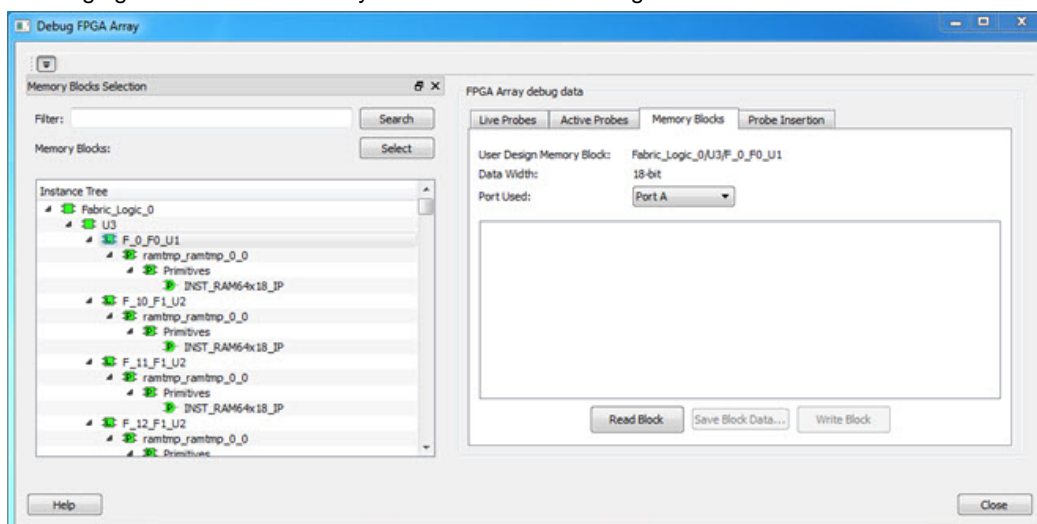 Debug FPGA Array
Memory Blocks Selection
Filter:
Search
Memory Blocks:
Select
Instance Tree
Fabric_Logic_0
U3
F_0_F0_U1
ramtmp_ramtmp_0_0
Primitives
INST_RAM64x18_IP
F_10_F1_U2
ramtmp_ramtmp_0_0
Primitives
INST_RAM64x18_IP
F_11_F1_U2
ramtmp_ramtmp_0_0
Primitives
INST_RAM64x18_IP
F_12_F1_U2
ramtmp_ramtmp_0_0
Primitives
FPGA Array debug data
Live Probes Active Probes Memory Blocks Probe Insertion
User Design Memory Block: Fabric_Logic_0/U3/F_0_F0_U1
Data Width: 18-bit
Port Used: Port A
Read Block Save Block Data... Write Block
Help
Close